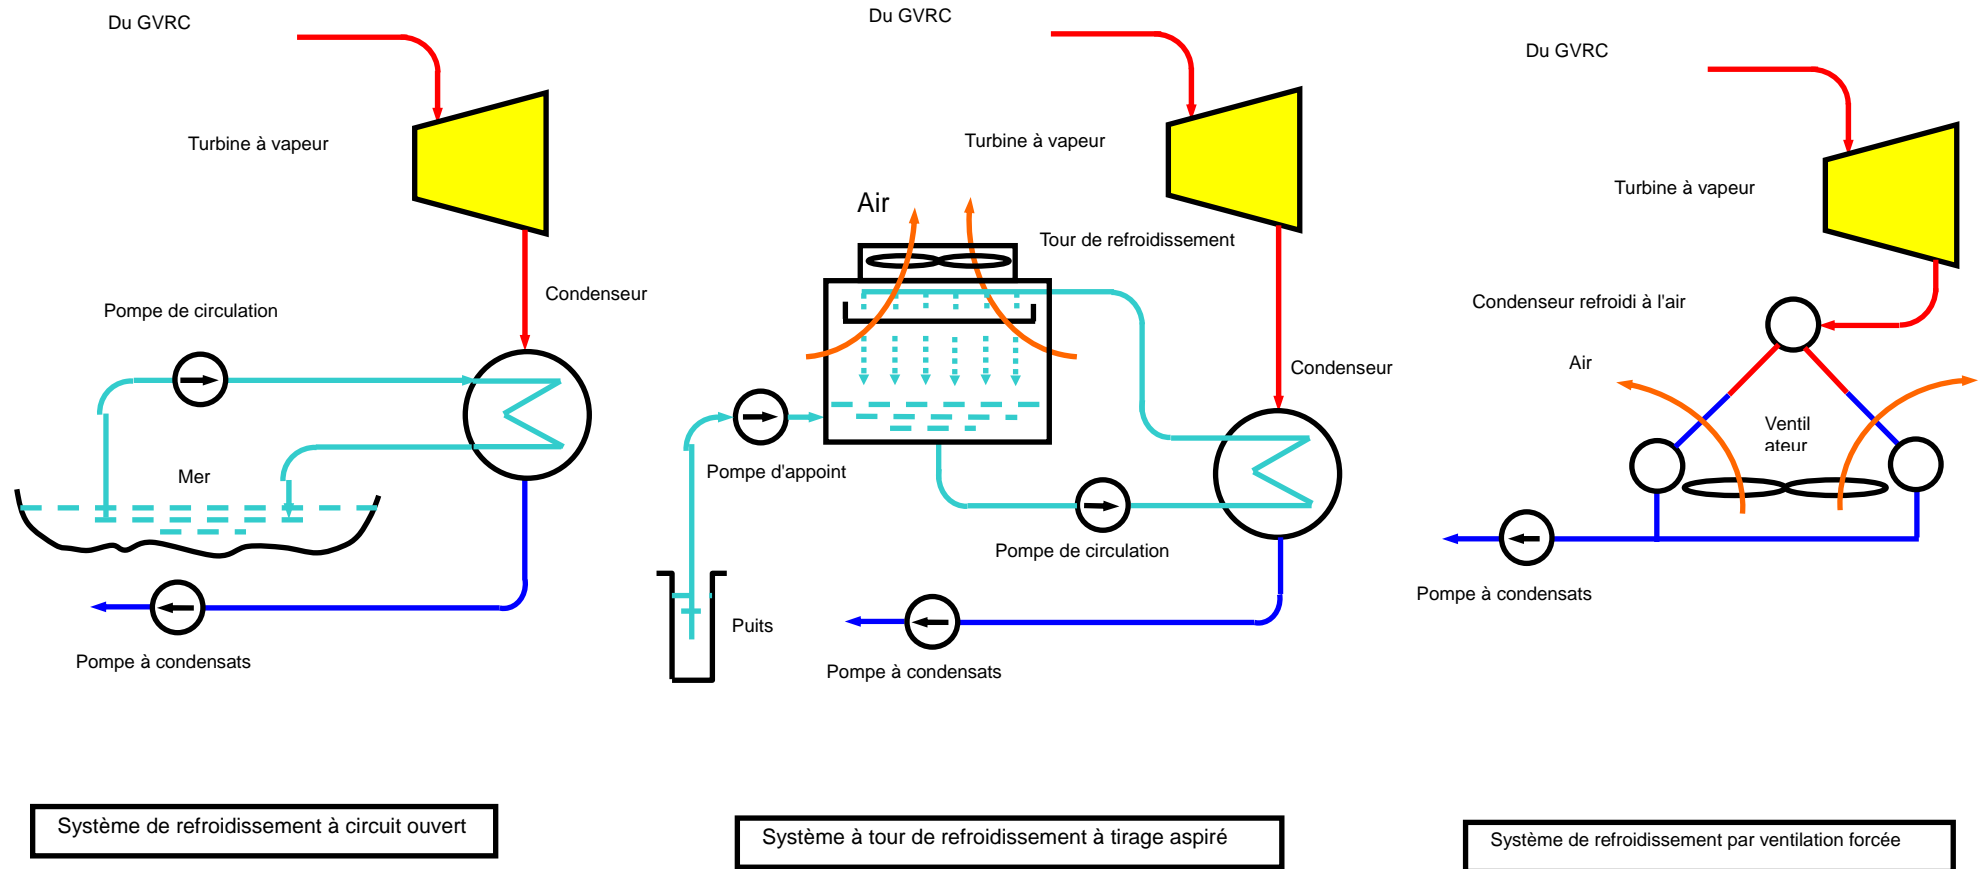 Du GVRC
Turbine à vapeur
Condenseur
Pompe de circulation
Mer
Pompe à condensats
Système de refroidissement à circuit ouvert
Du GVRC
Turbine à vapeur
Air
Tour de refroidissement
Condenseur
Pompe d'appoint
Pompe de circulation
Puits
Pompe à condensats
Système à tour de refroidissement à tirage aspiré
Du GVRC
Turbine à vapeur
Condenseur refroidi à l'air
Air
Ventil
ateur
Pompe à condensats
Système de refroidissement par ventilation forcée